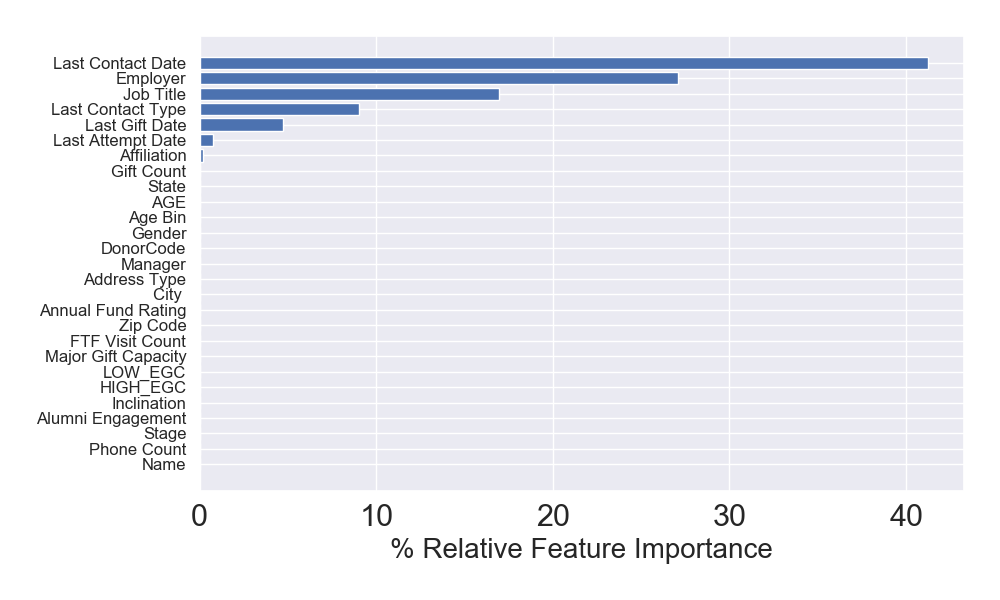 Last Contact Date
Employer
Job Title
Last Contact Type
Last Gift Date
Last Attempt Date
Affiliation
Gift Count
State
AGE
Age Bin
Gender
DonorCode
Manager
Address Type
City
Annual Fund Rating
Zip Code
FTF Visit Count
Major Gift Capacity
LOW_EGC
HIGH_EGC
Inclination
Alumni Engagement
Stage
Phone Count
Name
0 10 20 30 40
% Relative Feature Importance